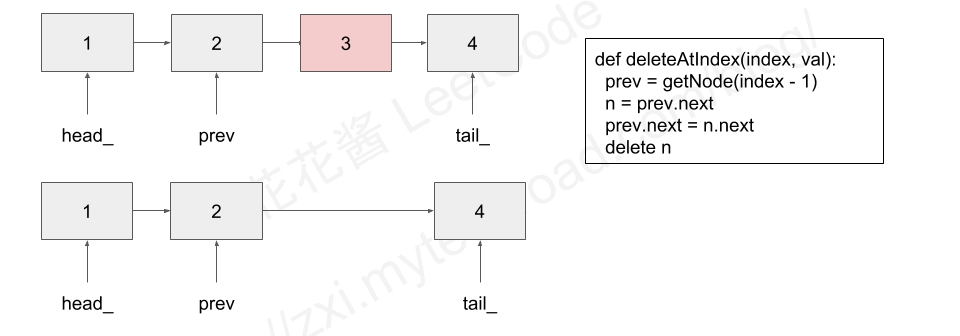 1 2 3 4
head_ prev tail_
def deleteAtIndex(index, val):
prev = getNode(index - 1)
n = prev.next
prev.next = n.next
delete n
1 2 4
head_ prev tail_
花花酱 Leetcode
//zxi.mytechroad.com/blog/